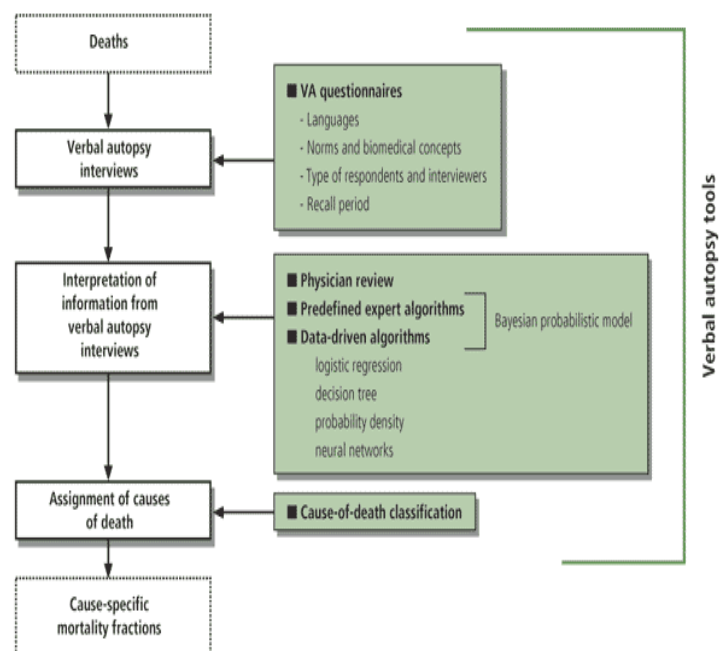 Deaths
Verbal autopsy
interviews
■ VA questionnaires
- Languages
- Norms and biomedical concepts
- Type of respondents and interviewers
- Recall period
Interpretation of
information from
verbal autopsy
interviews
■ Physician review
■ Predefined expert algorithms
■ Data-driven algorithms
Bayesian probabilistic model
logistic regression
decision tree
probability density
neural networks
Assignment of causes
of death
■ Cause-of-death classification
Cause-specific
mortality fractions
Verbal autopsy tools